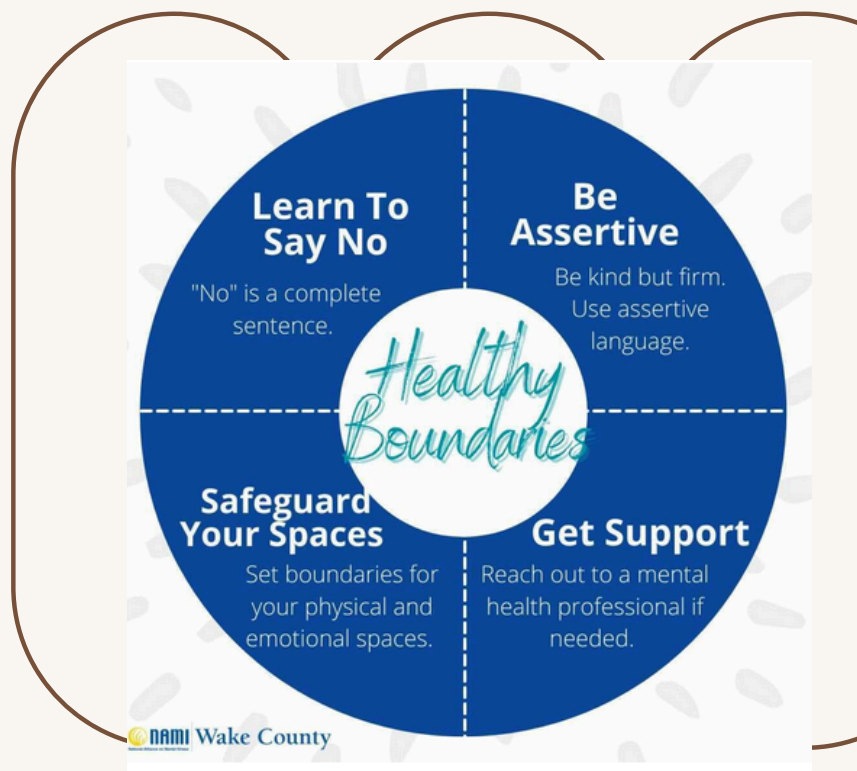 Learn To
Say No
"No" is a complete
sentence.
Be
Assertive
Be kind but firm.
Use assertive
language.
Healthy
Boundaries
Safeguard
Your Spaces
Set boundaries for
your physical and
emotional spaces.
Get Support
Reach out to a mental
health professional if
needed.
NAMI Wake County